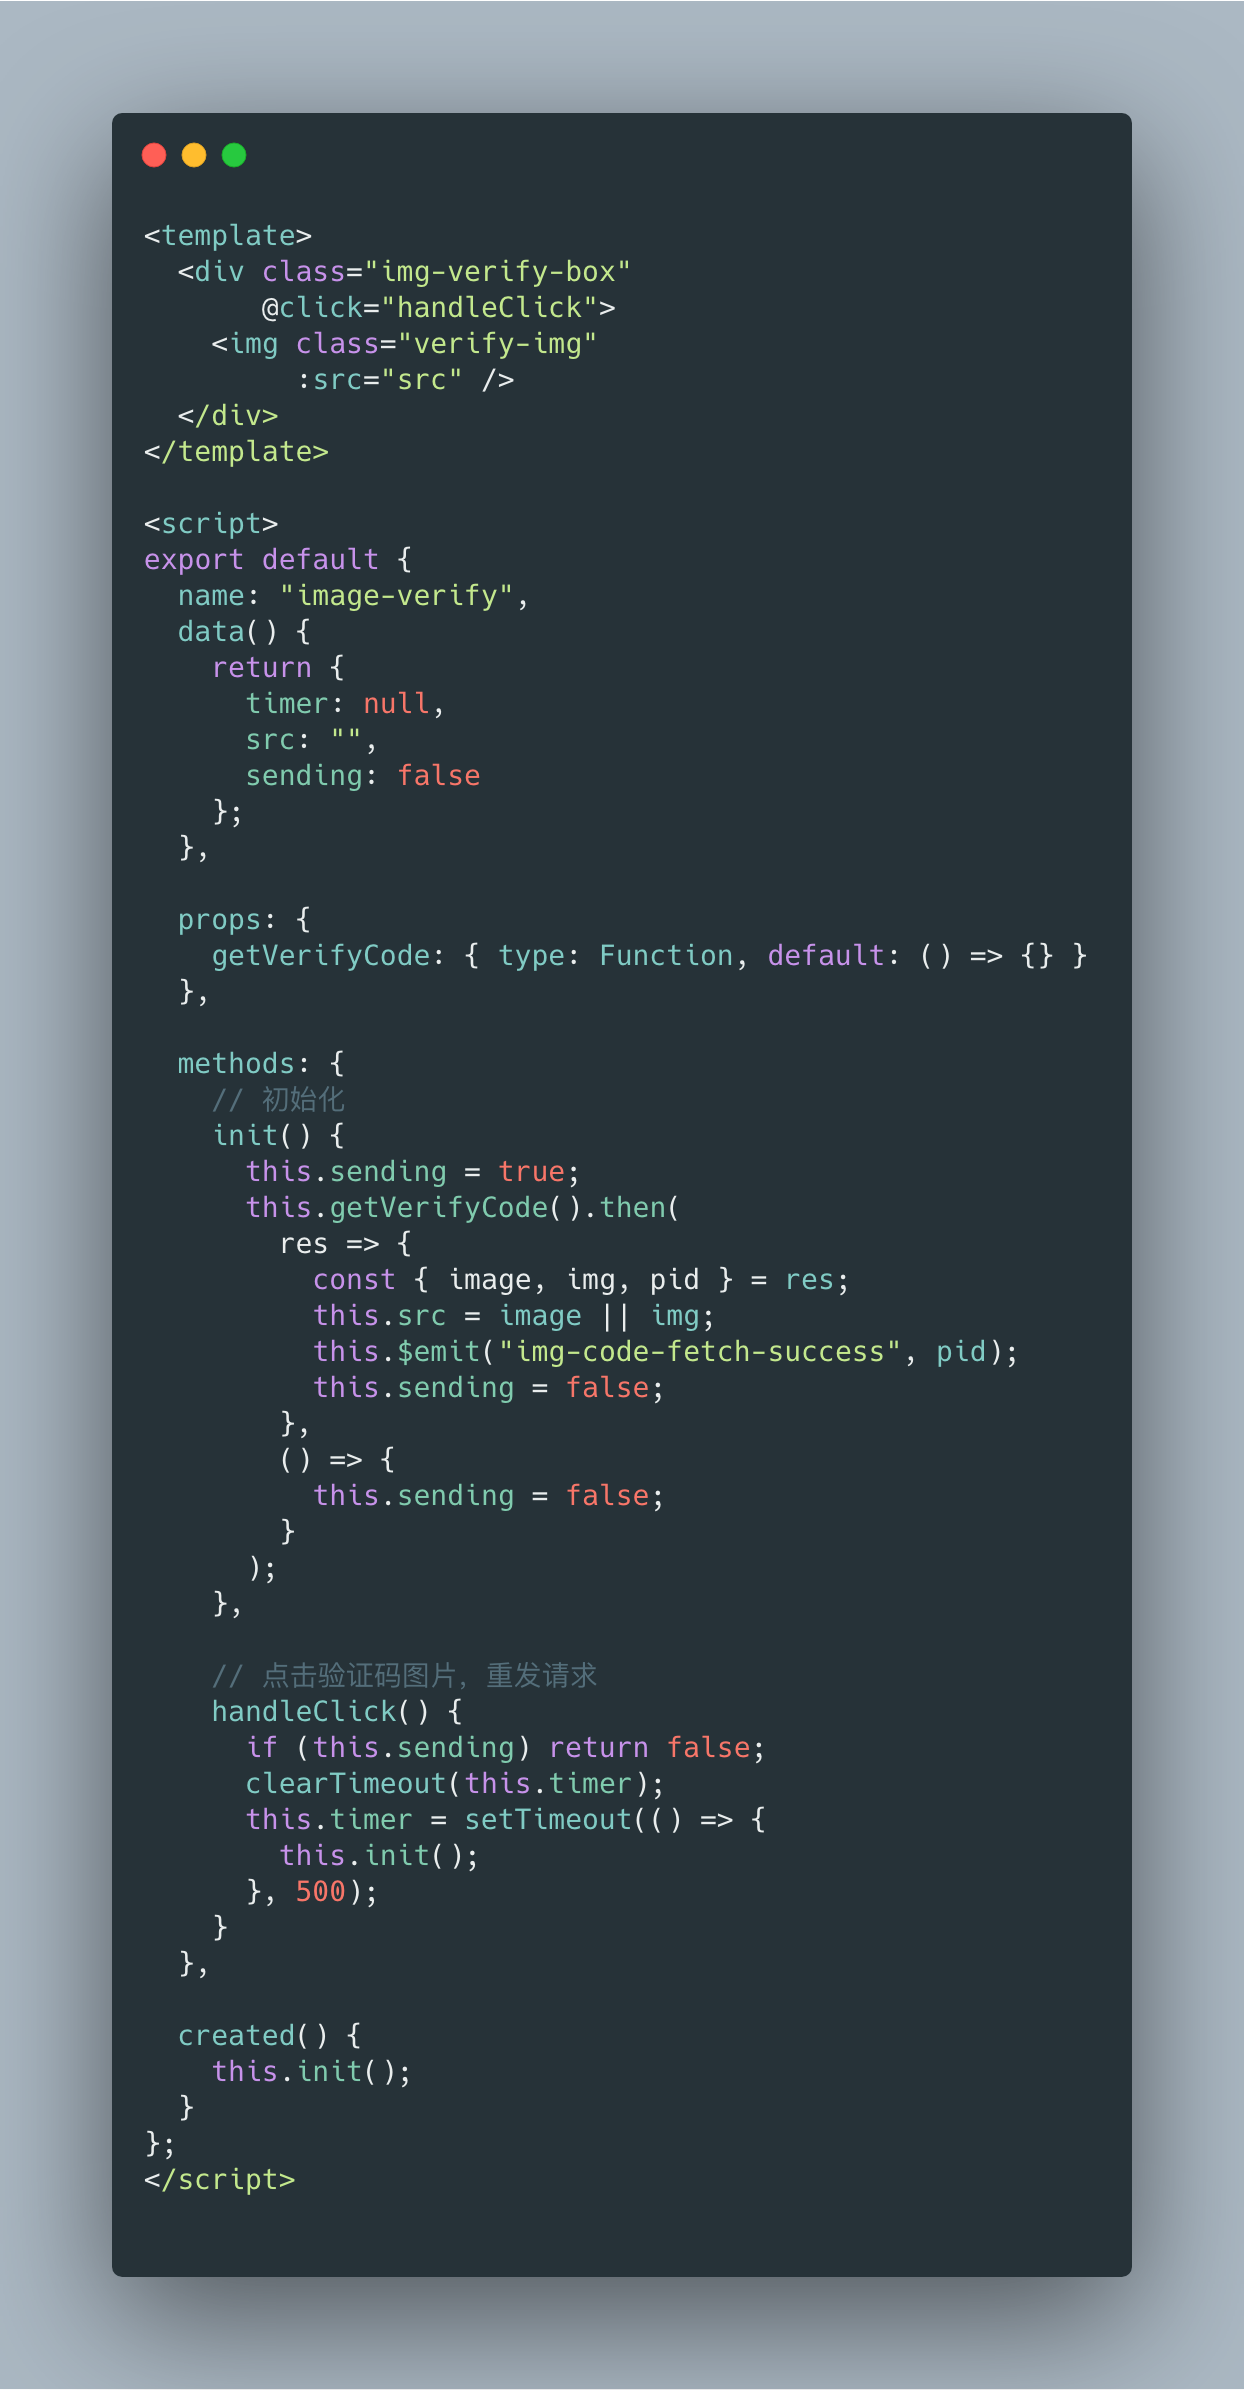 <template>
  <div class="img-verify-box"
       @click="handleClick">
    <img class="verify-img"
         :src="src" />
  </div>
</template>

<script>
export default {
  name: "image-verify",
  data() {
    return {
      timer: null,
      src: "",
      sending: false
    };
  },

  props: {
    getVerifyCode: { type: Function, default: () => {} }
  },

  methods: {
    // 初始化
    init() {
      this.sending = true;
      this.getVerifyCode().then(
        res => {
          const { image, img, pid } = res;
          this.src = image || img;
          this.$emit("img-code-fetch-success", pid);
          this.sending = false;
        },
        () => {
          this.sending = false;
        }
      );
    },

    // 点击验证码图片，重发请求
    handleClick() {
      if (this.sending) return false;
      clearTimeout(this.timer);
      this.timer = setTimeout(() => {
        this.init();
      }, 500);
    }
  },

  created() {
    this.init();
  }
};
</script>